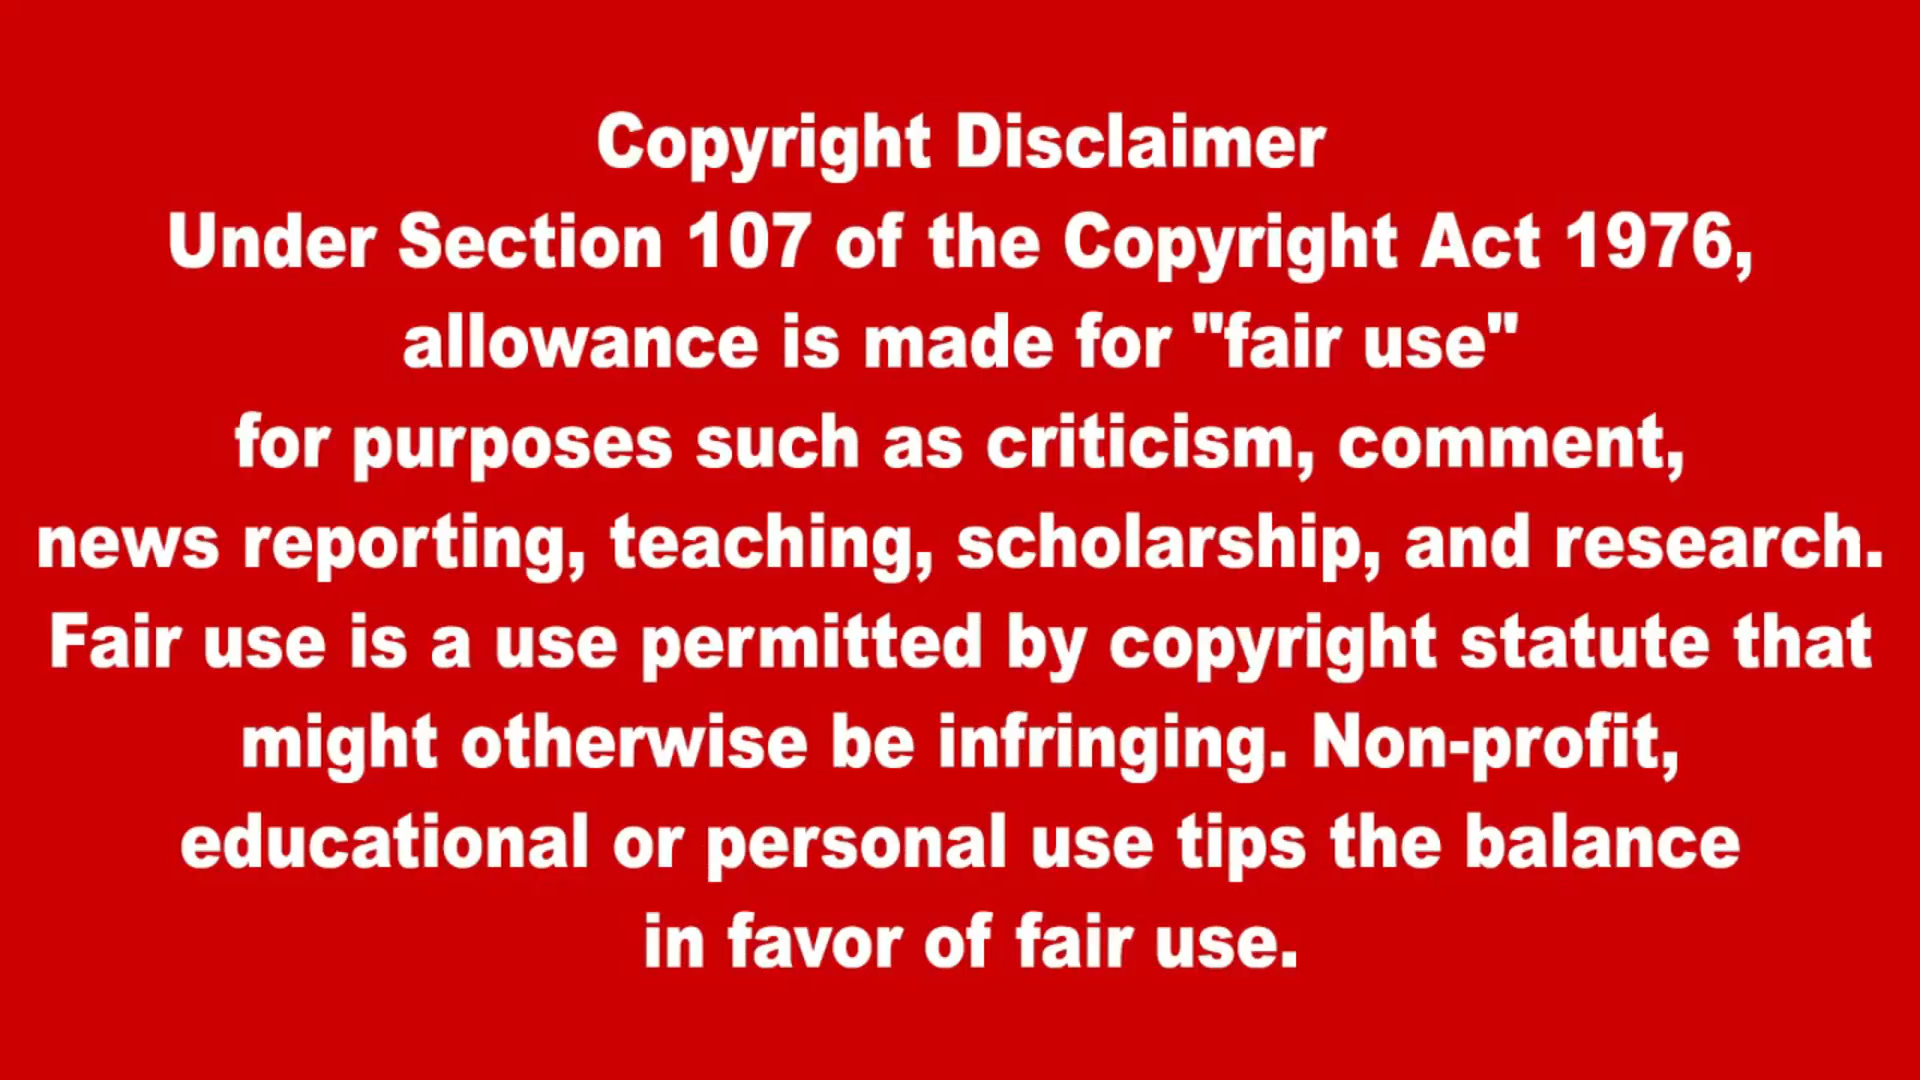 Copyright Disclaimer
Under Section 107 of the Copyright Act 1976,
allowance is made for "fair use"
for purposes such as criticism, comment,
news reporting, teaching, scholarship, and research.
Fair use is a use permitted by copyright statute that
might otherwise be infringing. Non-profit,
educational or personal use tips the balance
in favor of fair use.